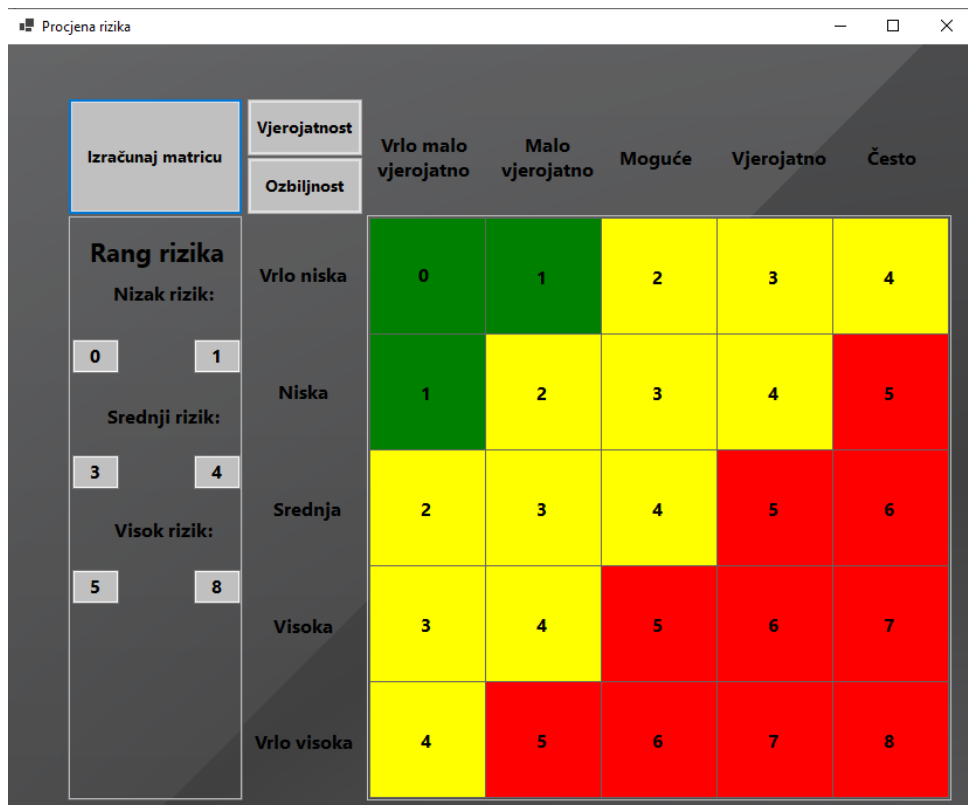 Procjena rizika
Izračunaj matricu
Vjerojatnost
Ozbiljnost
Vrlo malo
vjerojatno
Malo
vjerojatno
Moguće
Vjerojatno
Često
Rang rizika
Nizak rizik:
0 1
Srednji rizik:
3 4
Visok rizik:
5 8
Vrlo niska 0 1 2 3 4
Niska 1 2 3 4 5
Srednja 2 3 4 5 6
Visoka 3 4 5 6 7
Vrlo visoka 4 5 6 7 8